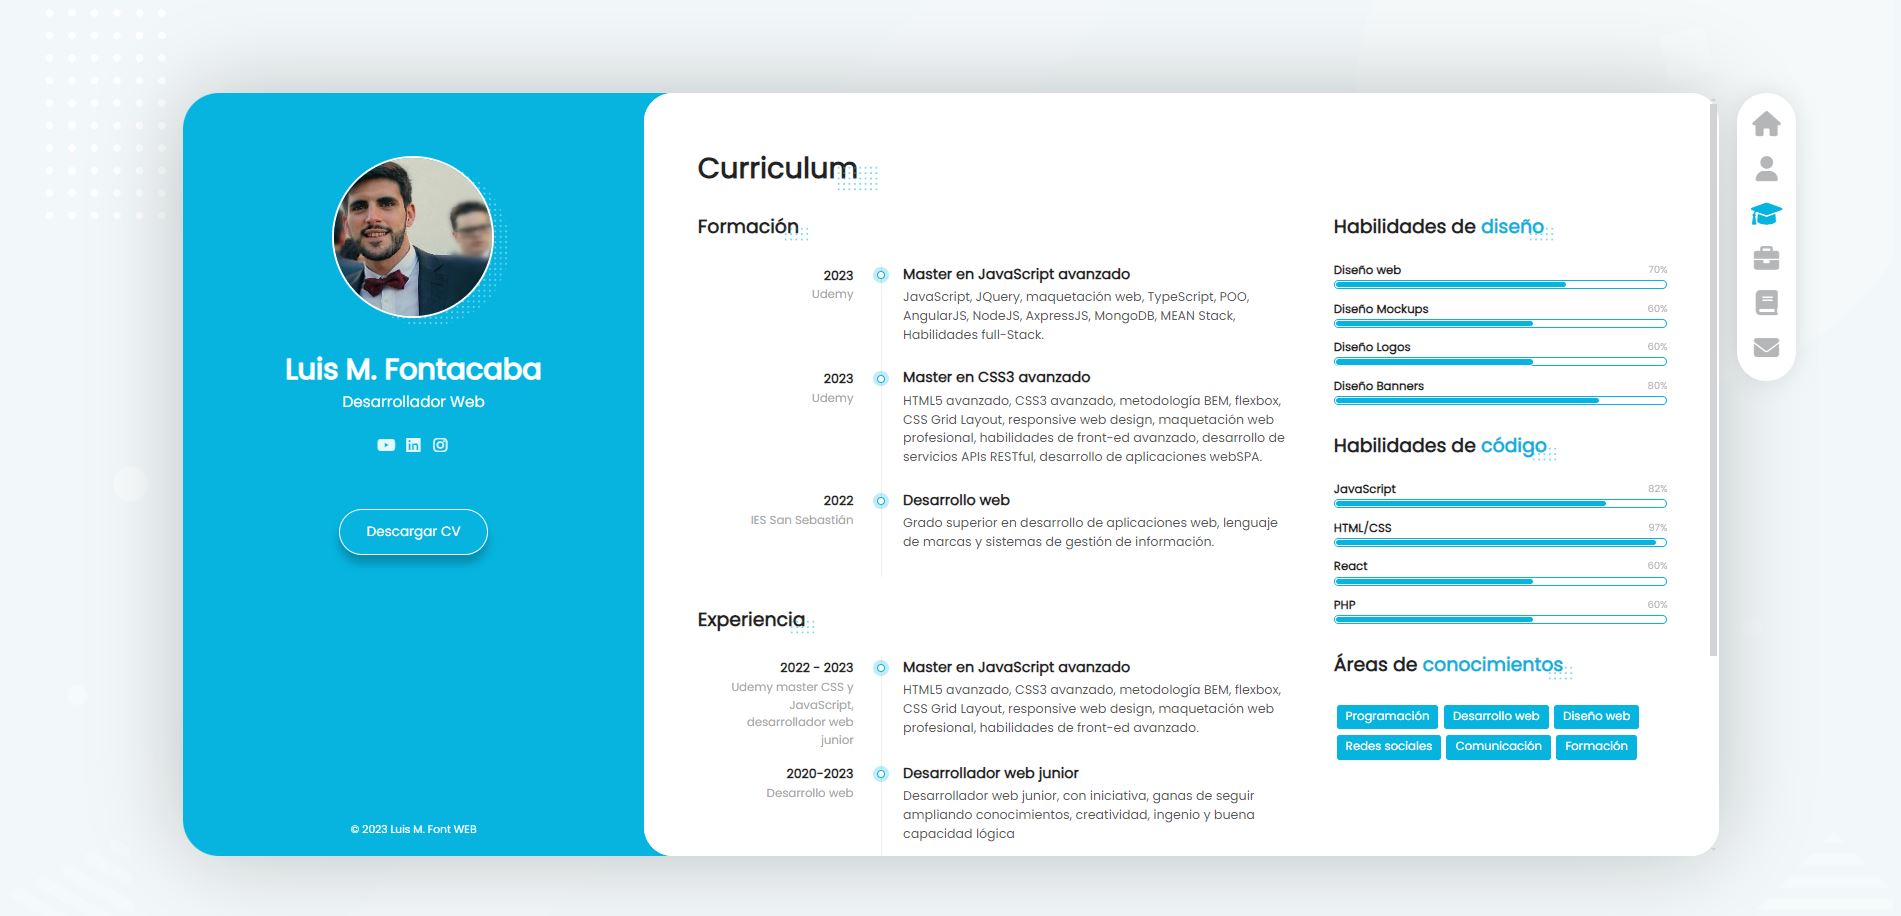 Luis M. Fontacaba
Desarrollador Web
Descargar CV
© 2023 Luis M. Font WEB
Curriculum
Formación
2023
Udemy
Master en JavaScript avanzado
JavaScript, JQuery, maquetación web, TypeScript, POO,
AngularJS, NodeJS, AxpressJS, MongoDB, MEAN Stack,
Habilidades full-Stack.
2023
Udemy
Master en CSS3 avanzado
HTML5 avanzado, CSS3 avanzado, metodología BEM, flexbox,
CSS Grid Layout, responsive web design, maquetación web
profesional, habilidades de front-ed avanzado, desarrollo de
servicios APIs RESTful, desarrollo de aplicaciones webSPA.
2022
IES San Sebastián
Desarrollo web
Grado superior en desarrollo de aplicaciones web, lenguaje
de marcas y sistemas de gestión de información.
Experiencia
2022 - 2023
Udemy master CSS y
JavaScript,
desarrollador web
junior
Master en JavaScript avanzado
HTML5 avanzado, CSS3 avanzado, metodología BEM, flexbox,
CSS Grid Layout, responsive web design, maquetación web
profesional, habilidades de front-ed avanzado.
2020-2023
Desarrollo web
Desarrollador web junior
Desarrollador web junior, con iniciativa, ganas de seguir
ampliando conocimientos, creatividad, ingenio y buena
capacidad lógica
Habilidades de diseño
Diseño web 70%
Diseño Mockups 60%
Diseño Logos 60%
Diseño Banners 80%
Habilidades de código
JavaScript 82%
HTML/CSS 97%
React 60%
PHP 60%
Áreas de conocimientos
Programación Desarrollo web Diseño web
Redes sociales Comunicación Formación